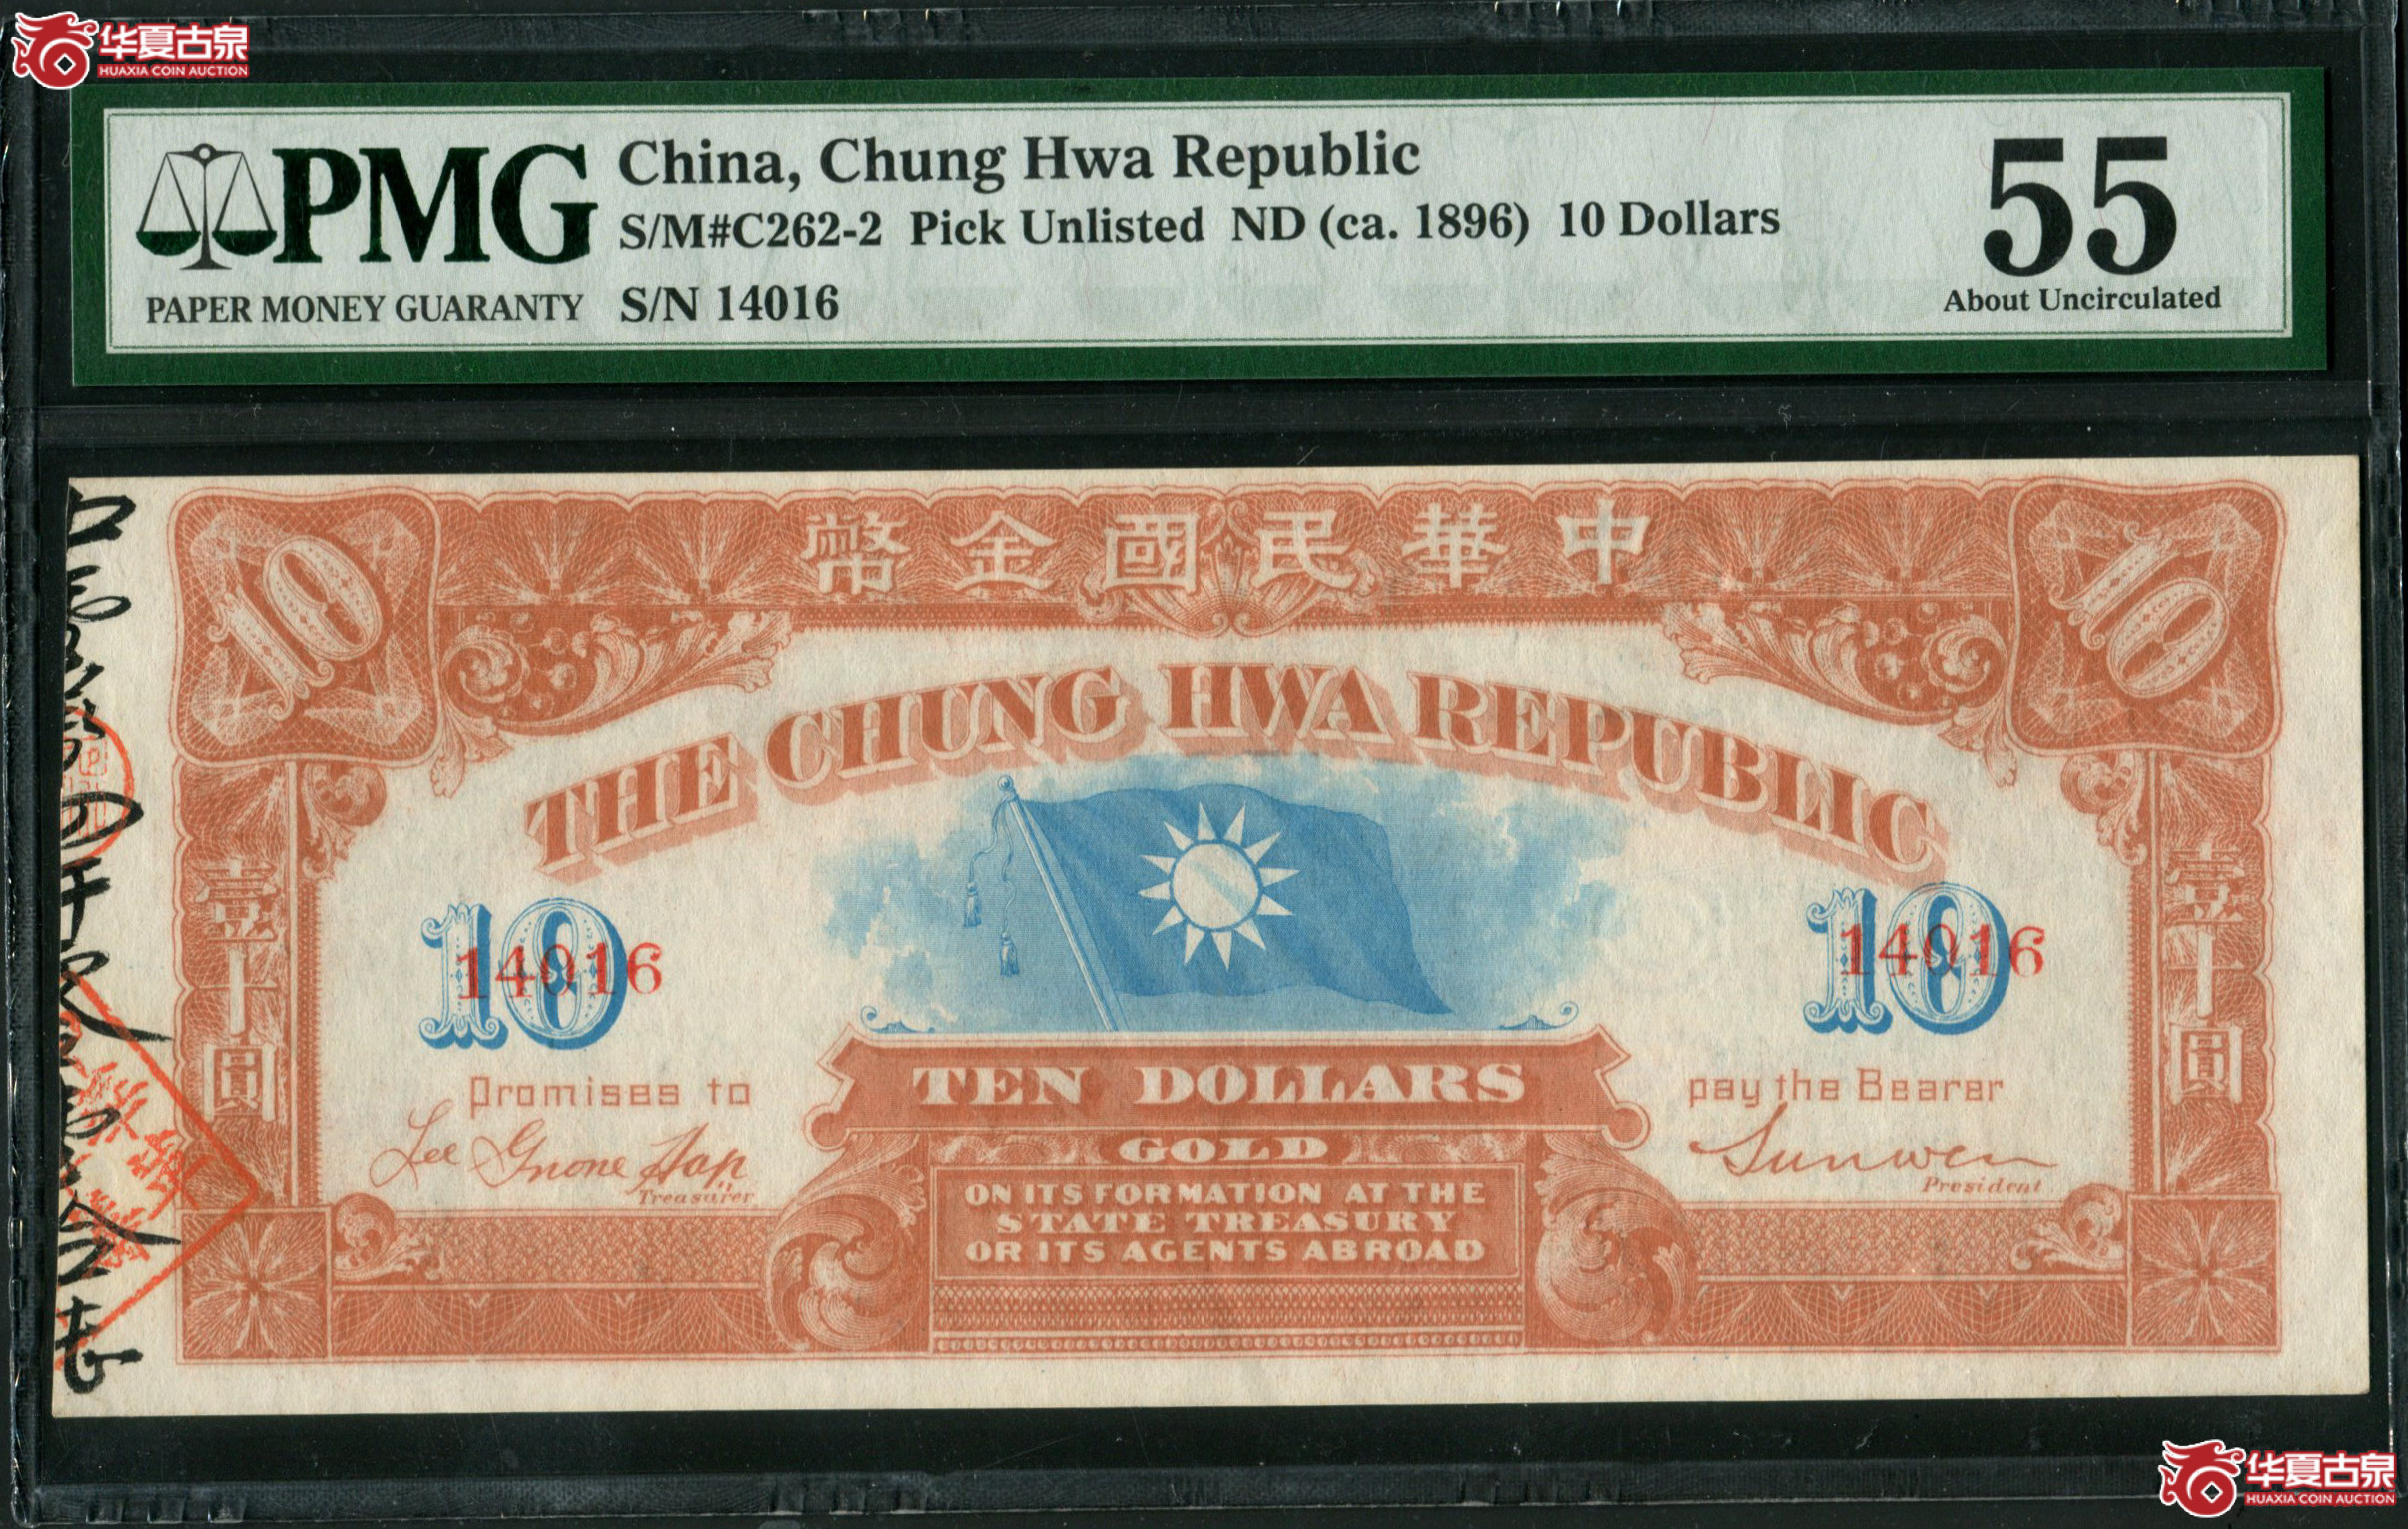 华夏古泉
HUAXIA COIN AUCTION
PMG
PAPER MONEY GUARANTY
China, Chung Hwa Republic
S/M#C262-2 Pick Unlisted ND (ca. 1896) 10 Dollars
S/N 14016
55
About Uncirculated
10
幣金國民華中
10
THE CHUNG HWA REPUBLIC
壹十圓
壹十圓
10
14016
10
14016
Promises to
TEN DOLLARS
pay the Bearer
Lee Gnone Hap
Treasurer
GOLD
Sunwen
President
ON ITS FORMATION AT THE
STATE TREASURY
OR ITS AGENTS ABROAD
华夏古泉
HUAXIA COIN AUCTION